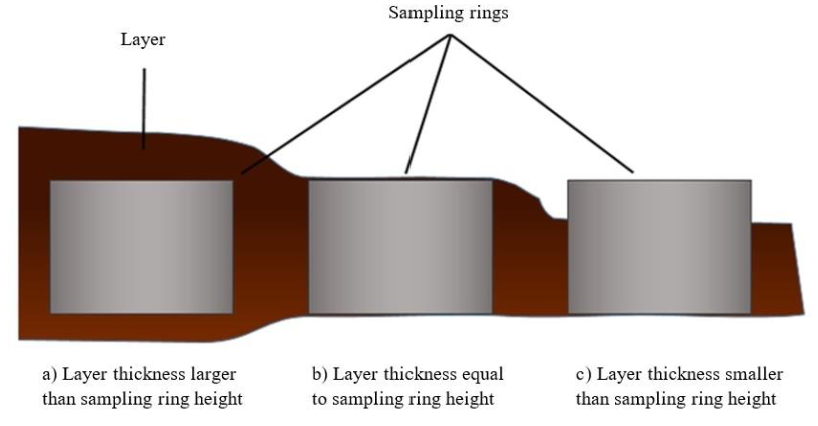 Sampling rings
Layer
a) Layer thickness larger
than sampling ring height
b) Layer thickness equal
to sampling ring height
c) Layer thickness smaller
than sampling ring height